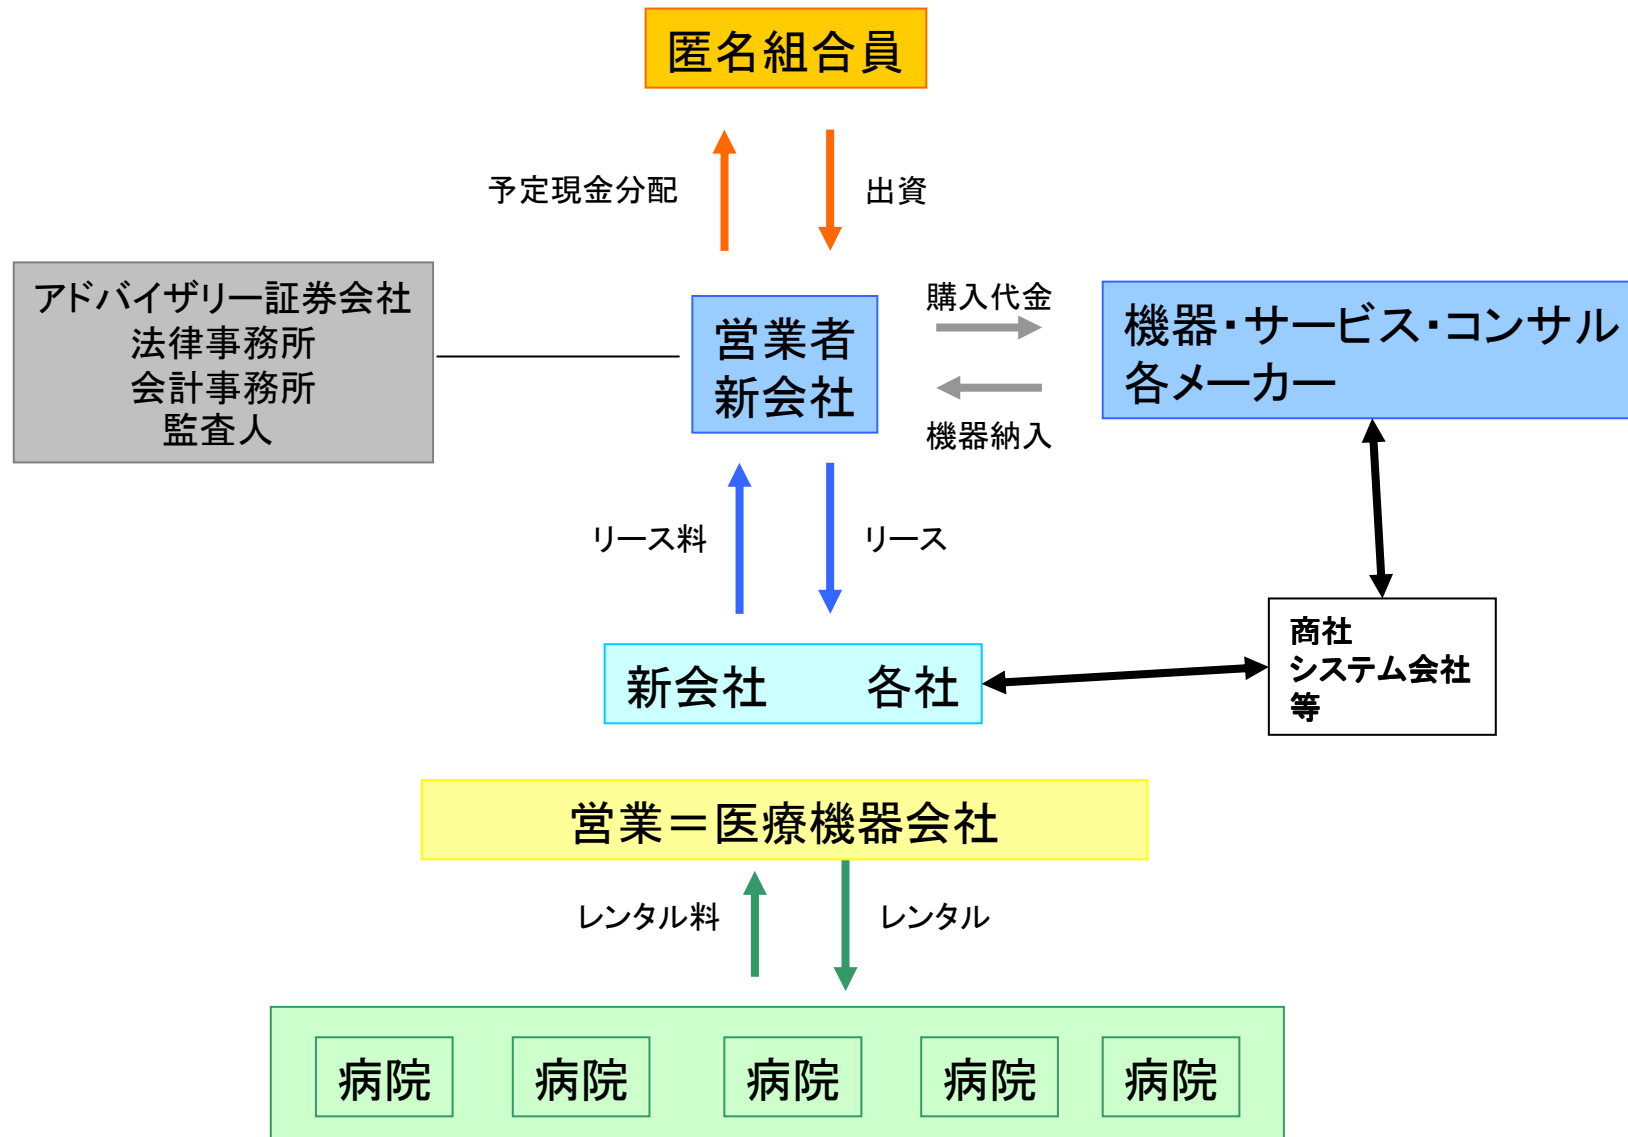 匿名組合員
予定現金分配
出資
アドバイザリー証券会社
法律事務所
会計事務所
監査人
営業者
新会社
購入代金
機器納入
機器・サービス・コンサル
各メーカー
リース料
リース
新会社　　各社
商社
システム会社
等
営業＝医療機器会社
レンタル料
レンタル
病院
病院
病院
病院
病院